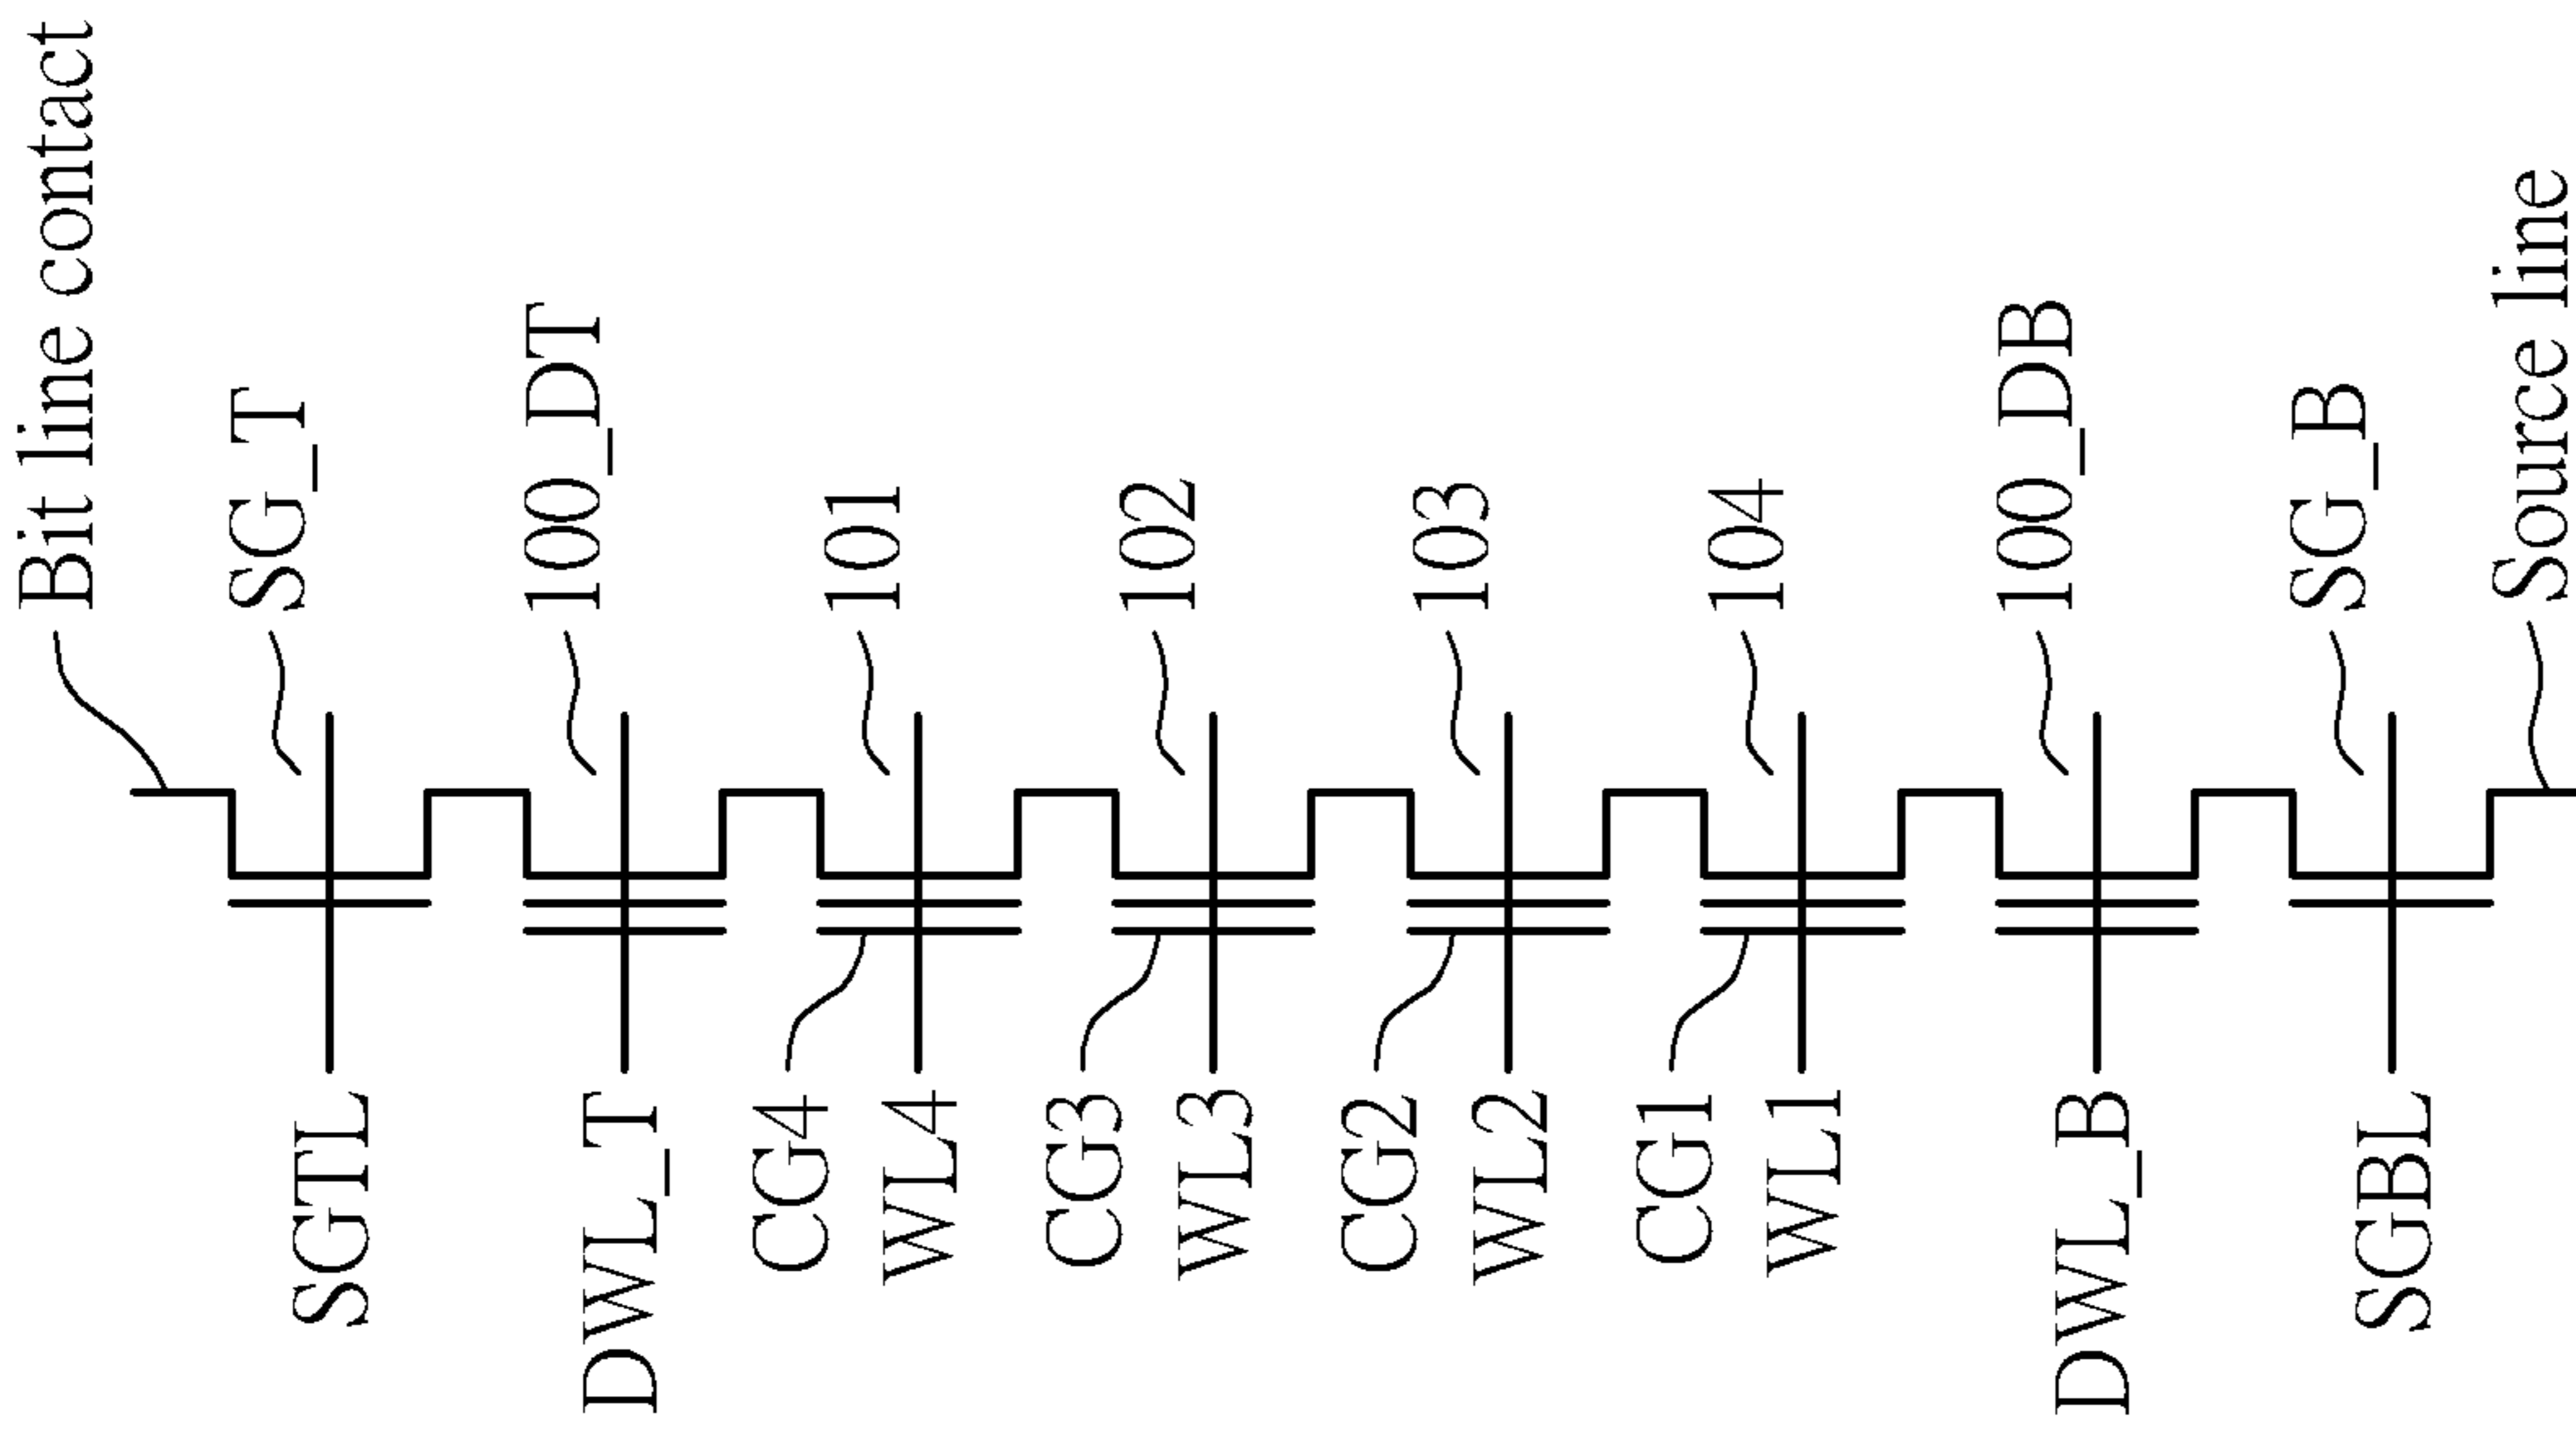 Bit line contact
SG_T
SGTL
100_DT
DWL_T
101
CG4
WL4
102
CG3
WL3
103
CG2
WL2
104
CG1
WL1
100_DB
DWL_B
SG_B
SGBL
Source line